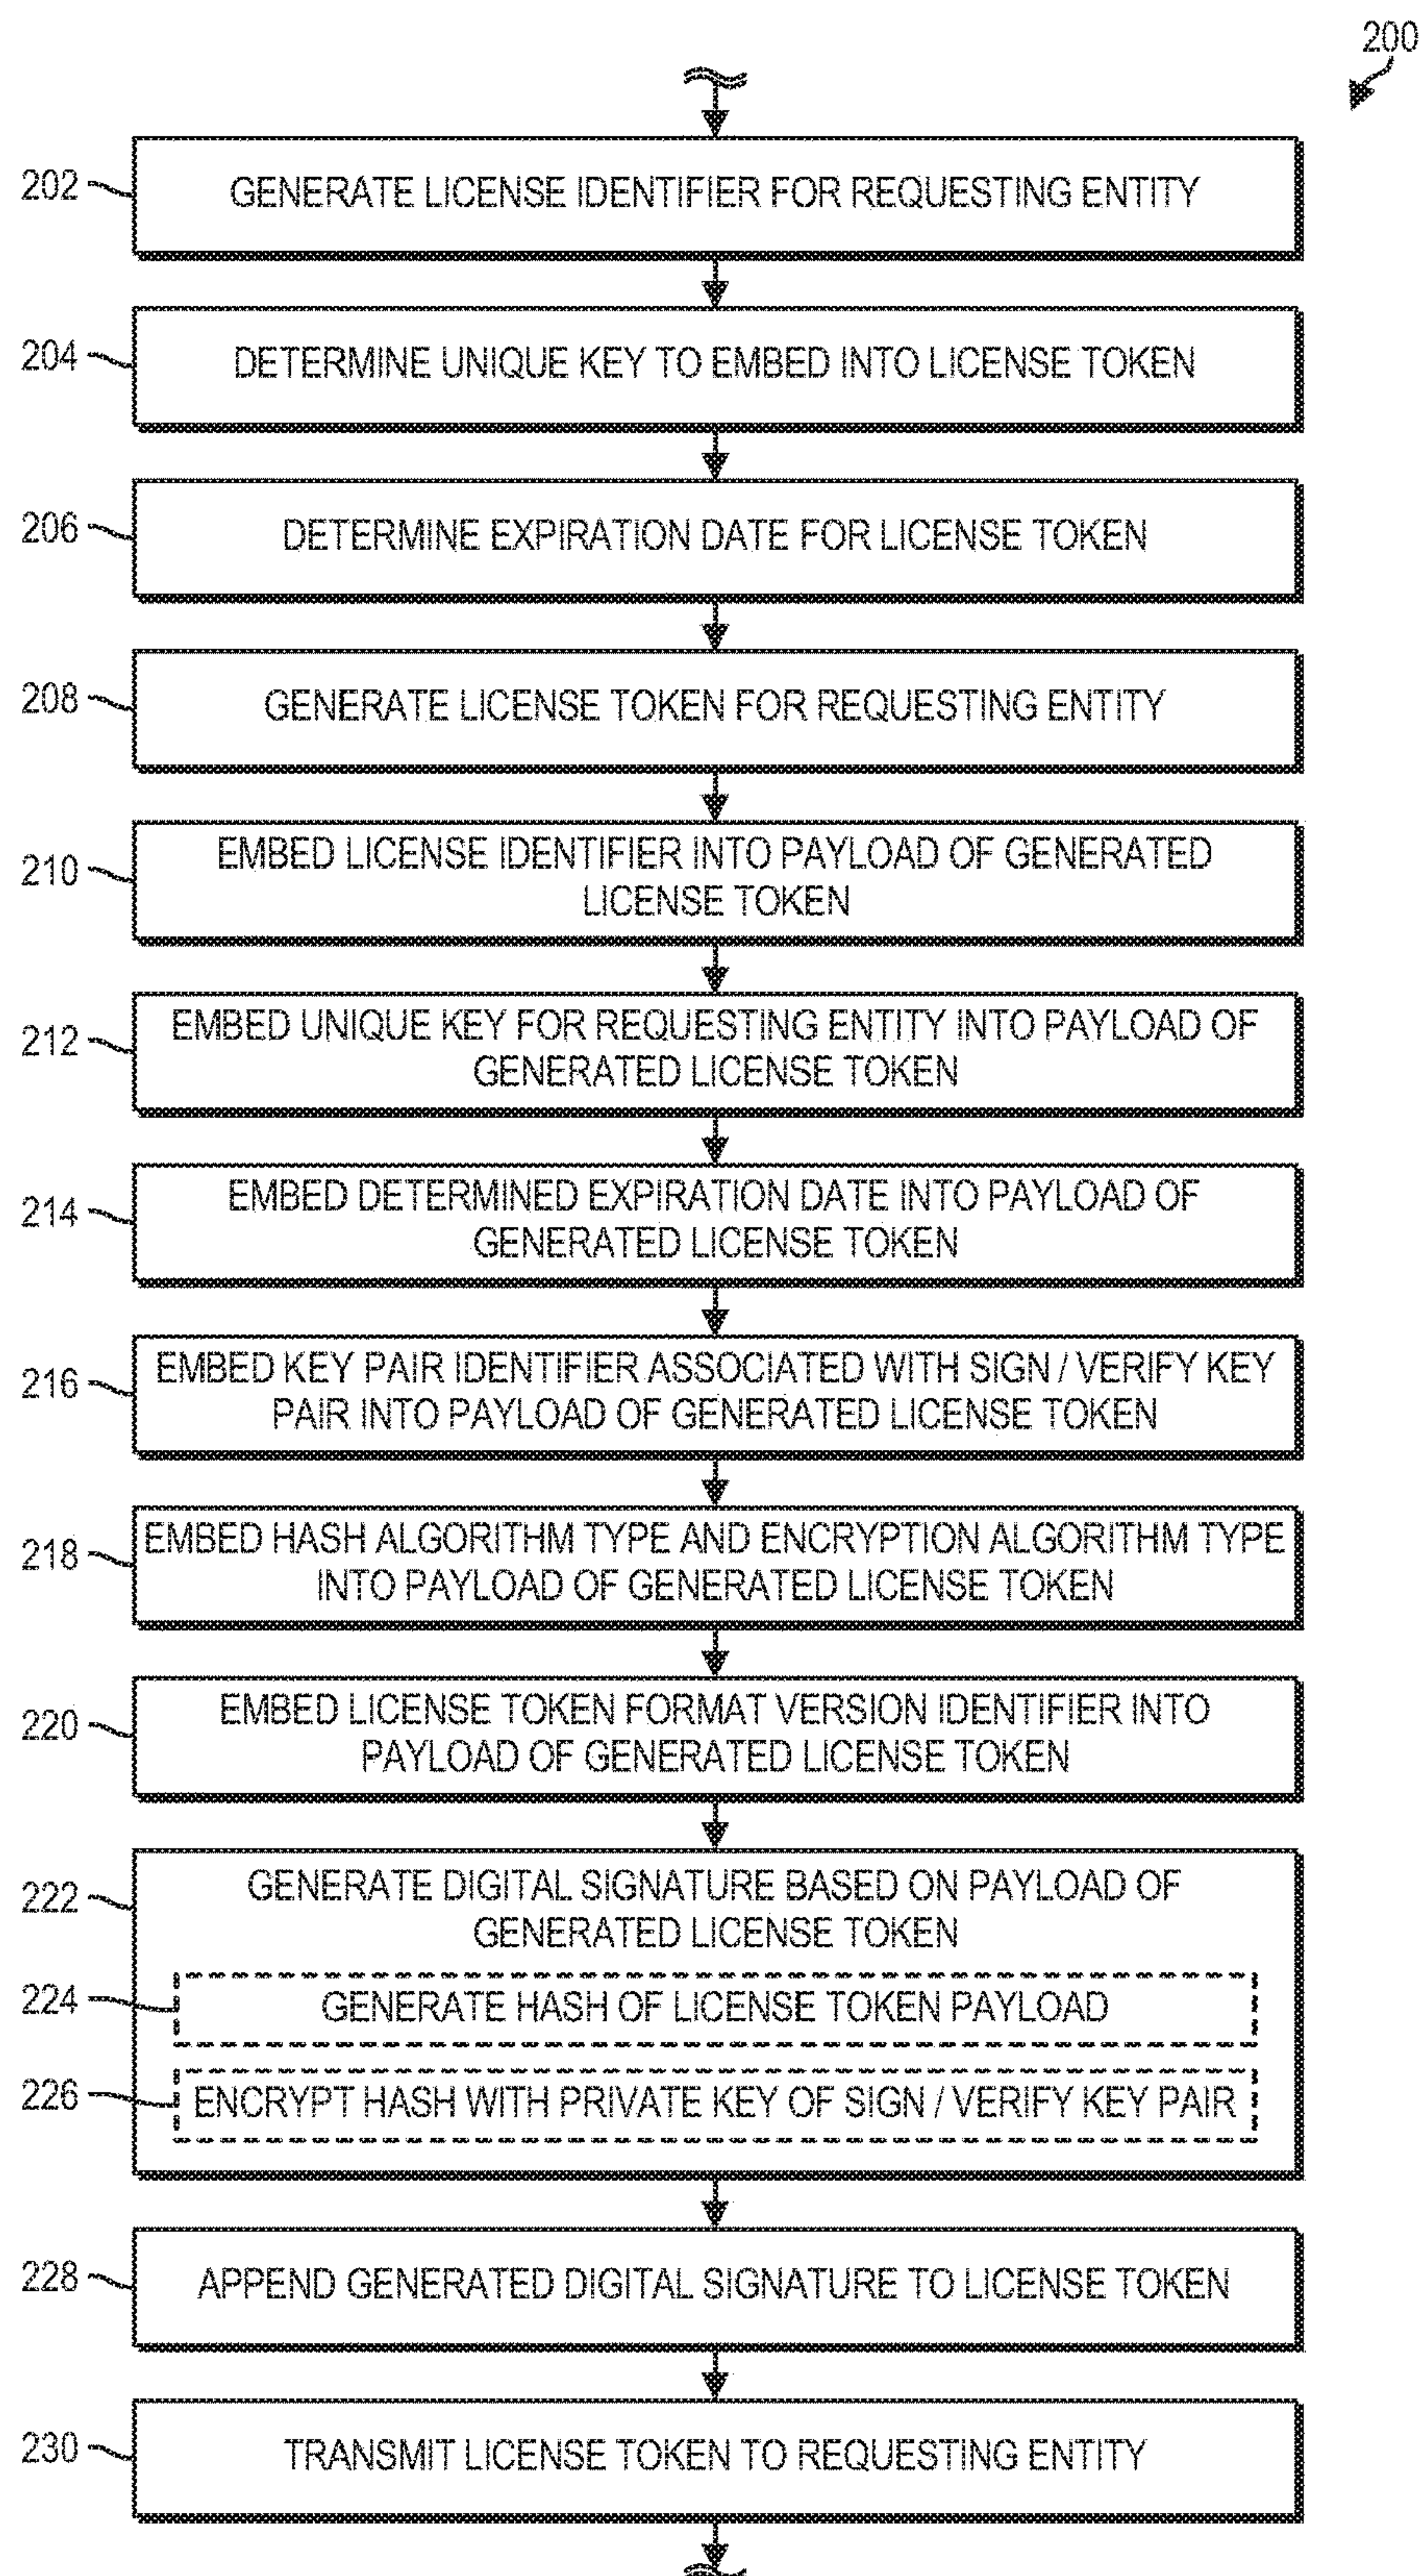 200
202
GENERATE LICENSE IDENTIFIER FOR REQUESTING ENTITY
204
DETERMINE UNIQUE KEY TO EMBED INTO LICENSE TOKEN
206
DETERMINE EXPIRATION DATE FOR LICENSE TOKEN
208
GENERATE LICENSE TOKEN FOR REQUESTING ENTITY
210
EMBED LICENSE IDENTIFIER INTO PAYLOAD OF GENERATED
LICENSE TOKEN
212
EMBED UNIQUE KEY FOR REQUESTING ENTITY INTO PAYLOAD OF
GENERATED LICENSE TOKEN
214
EMBED DETERMINED EXPIRATION DATE INTO PAYLOAD OF
GENERATED LICENSE TOKEN
216
EMBED KEY PAIR IDENTIFIER ASSOCIATED WITH SIGN / VERIFY KEY
PAIR INTO PAYLOAD OF GENERATED LICENSE TOKEN
218
EMBED HASH ALGORITHM TYPE AND ENCRYPTION ALGORITHM TYPE
INTO PAYLOAD OF GENERATED LICENSE TOKEN
220
EMBED LICENSE TOKEN FORMAT VERSION IDENTIFIER INTO
PAYLOAD OF GENERATED LICENSE TOKEN
222
GENERATE DIGITAL SIGNATURE BASED ON PAYLOAD OF
GENERATED LICENSE TOKEN
224
GENERATE HASH OF LICENSE TOKEN PAYLOAD
226
ENCRYPT HASH WITH PRIVATE KEY OF SIGN / VERIFY KEY PAIR
228
APPEND GENERATED DIGITAL SIGNATURE TO LICENSE TOKEN
230
TRANSMIT LICENSE TOKEN TO REQUESTING ENTITY